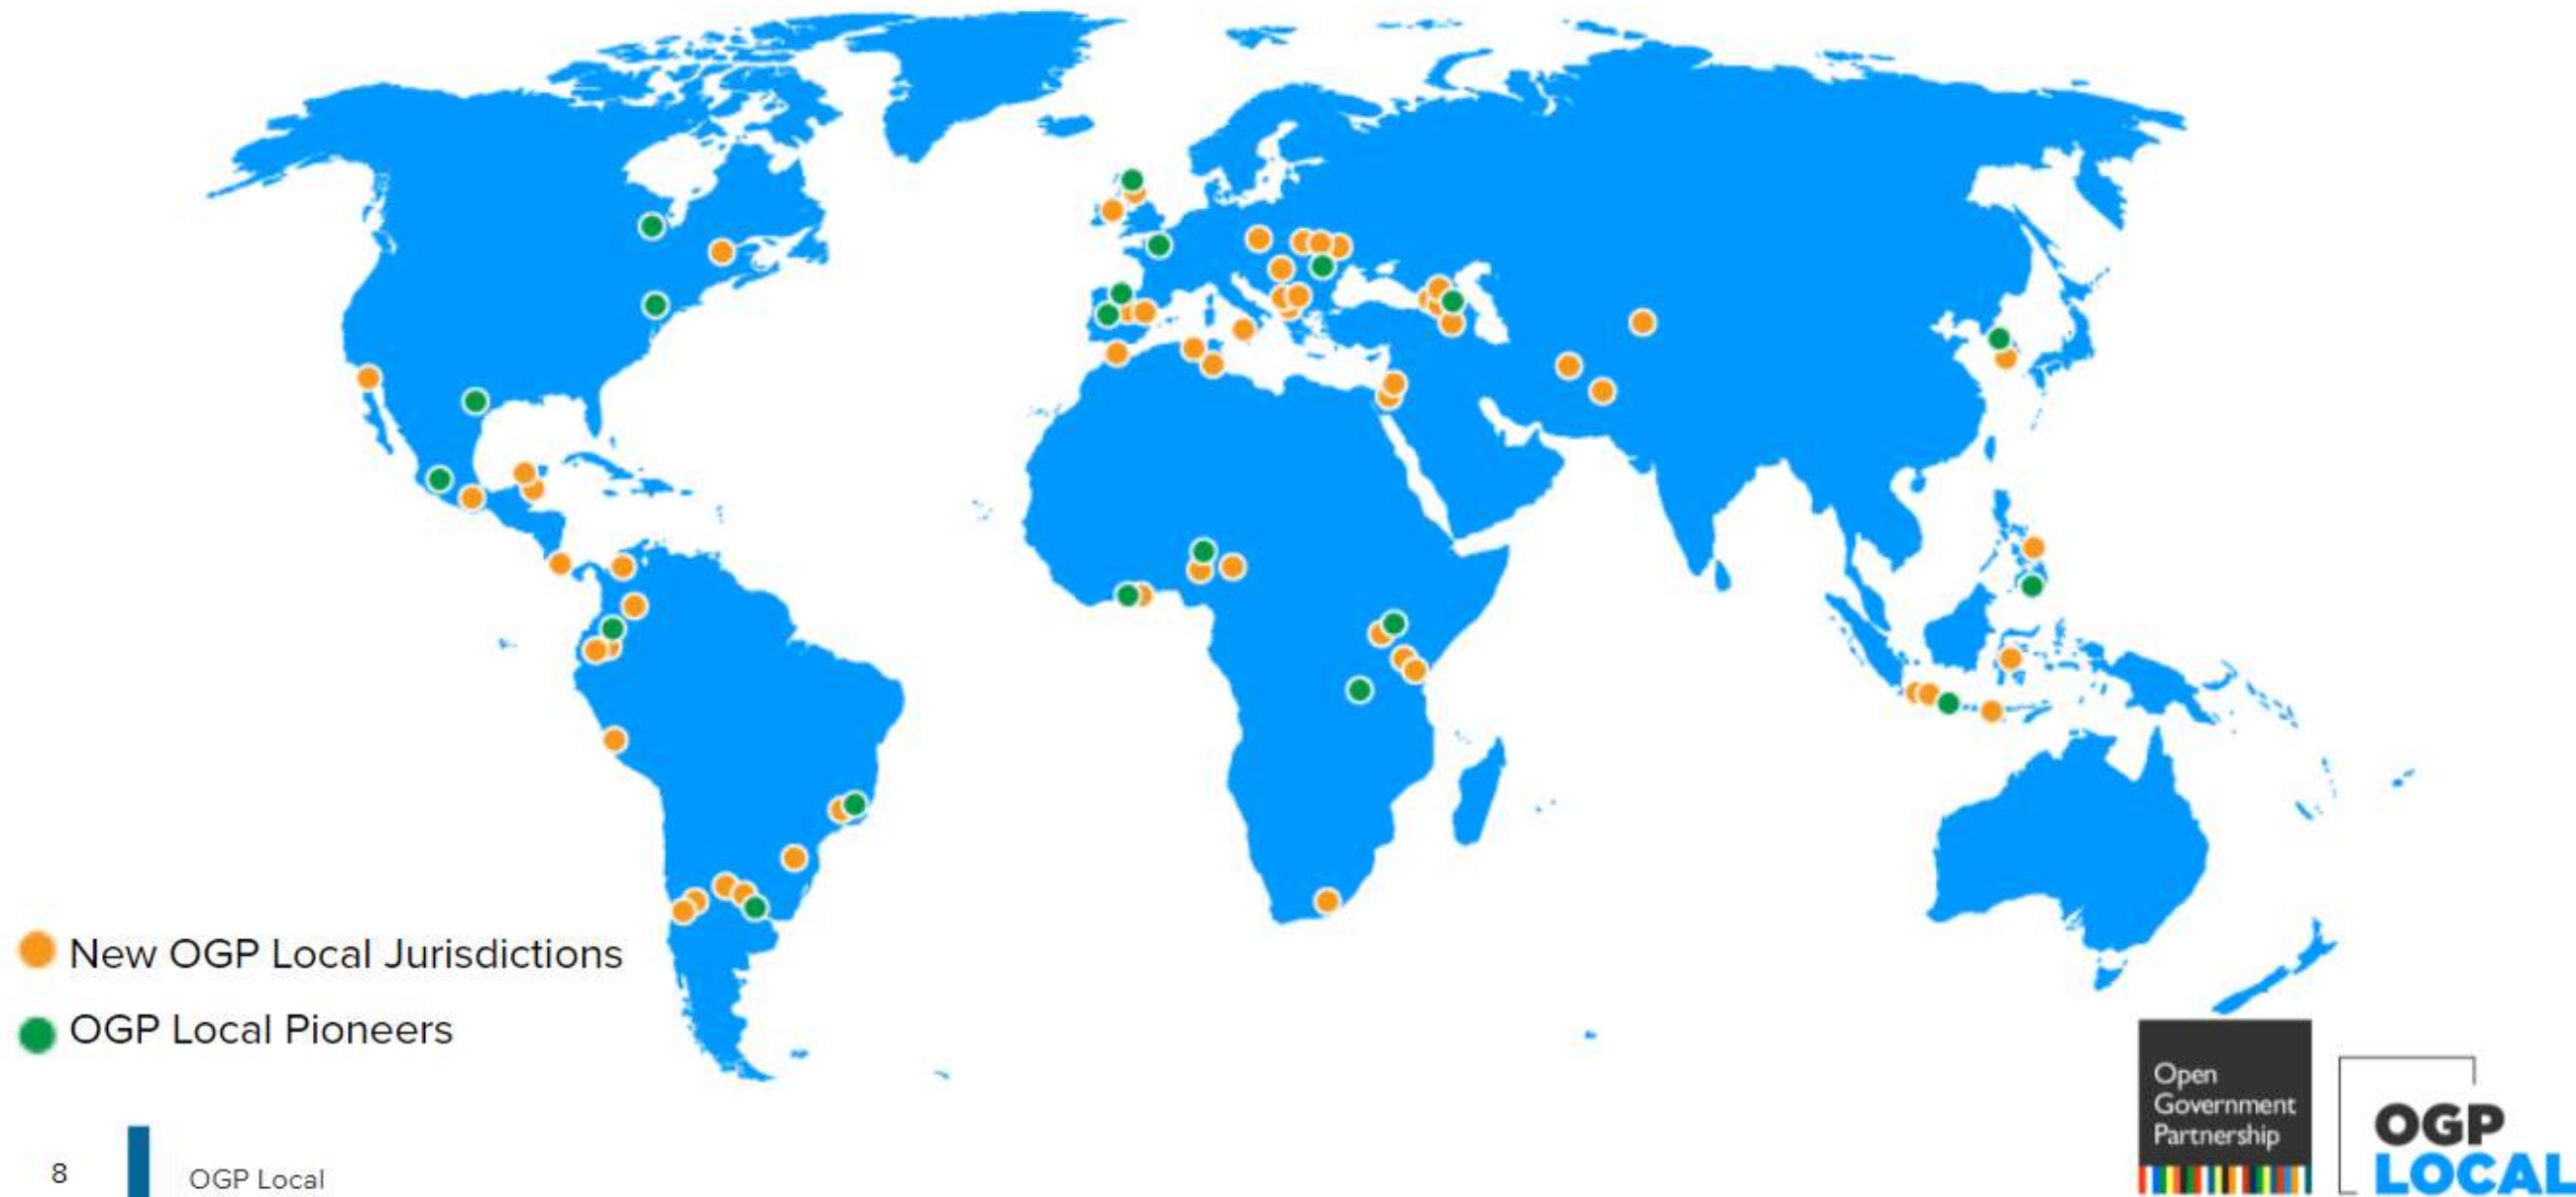 New OGP Local Jurisdictions
OGP Local Pioneers
8
OGP Local
Open
Government
Partnership
OGP
LOCAL